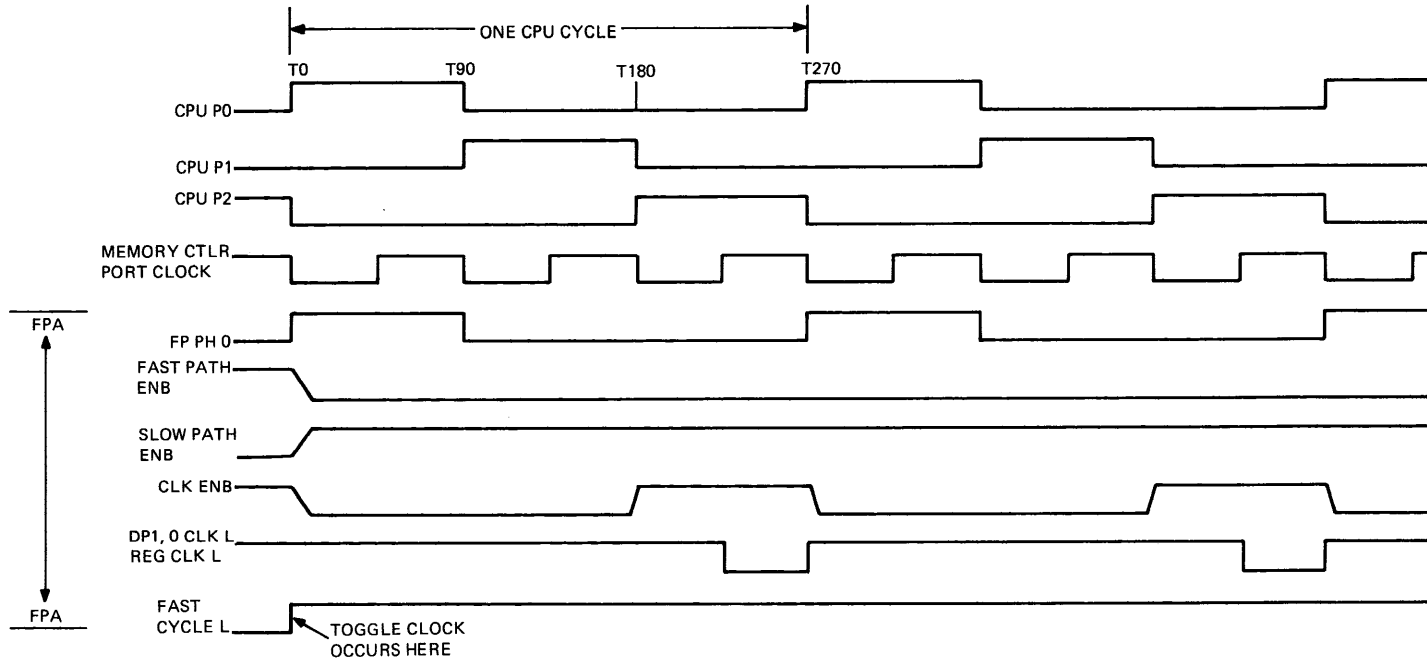 ONE CPU CYCLE
T0 T90 T180 T270
CPU P0
CPU P1
CPU P2
MEMORY CTLR
PORT CLOCK
FPA
FP PH 0
FAST PATH
ENB
SLOW PATH
ENB
CLK ENB
DP1, 0 CLK L
REG CLK L
FPA
FAST
CYCLE L
TOGGLE CLOCK
OCCURS HERE